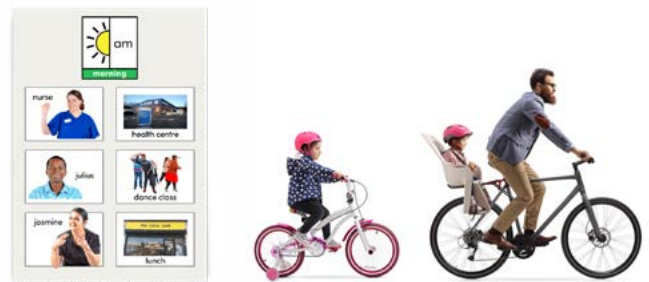 am
morning
nurse
health centre
julius
dance class
jasmine
lunch